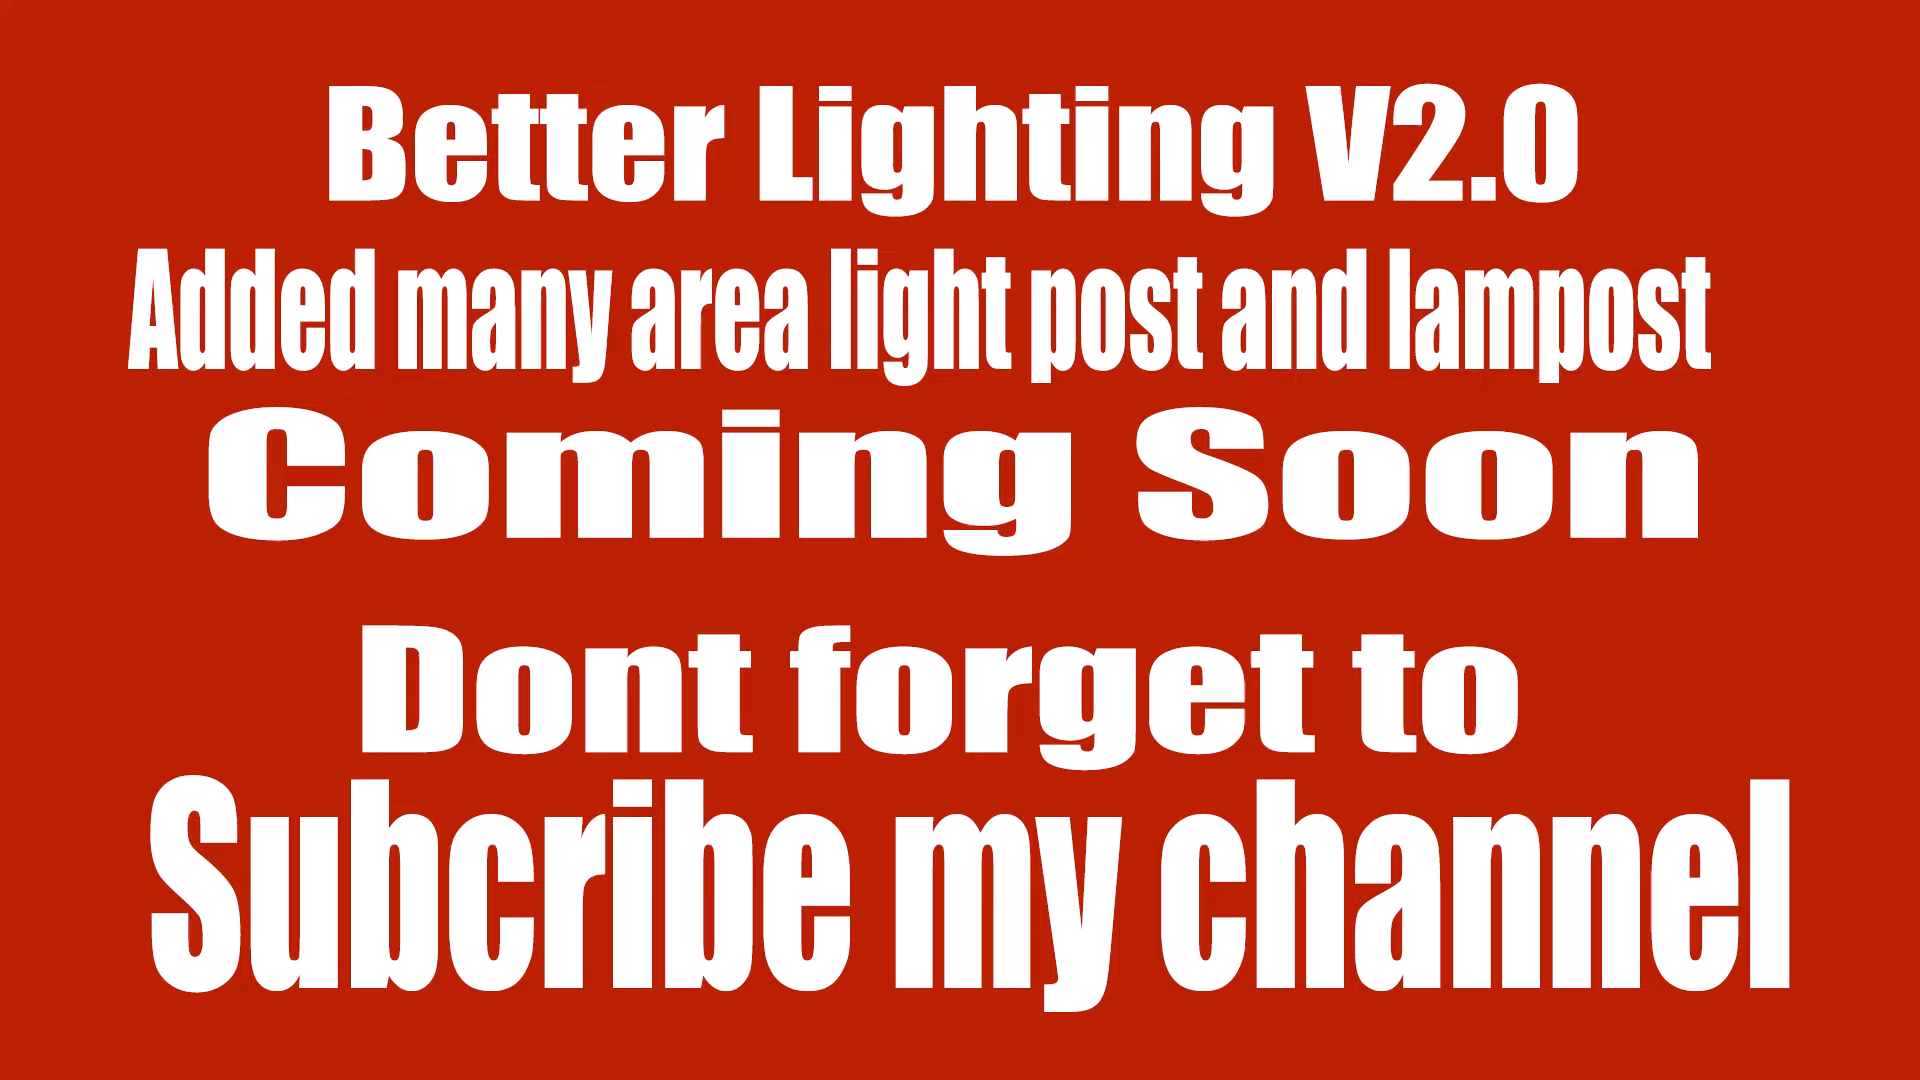 Better Lighting V2.0
Added many area light post and lampost
Coming Soon
Dont forget to
Subcribe my channel